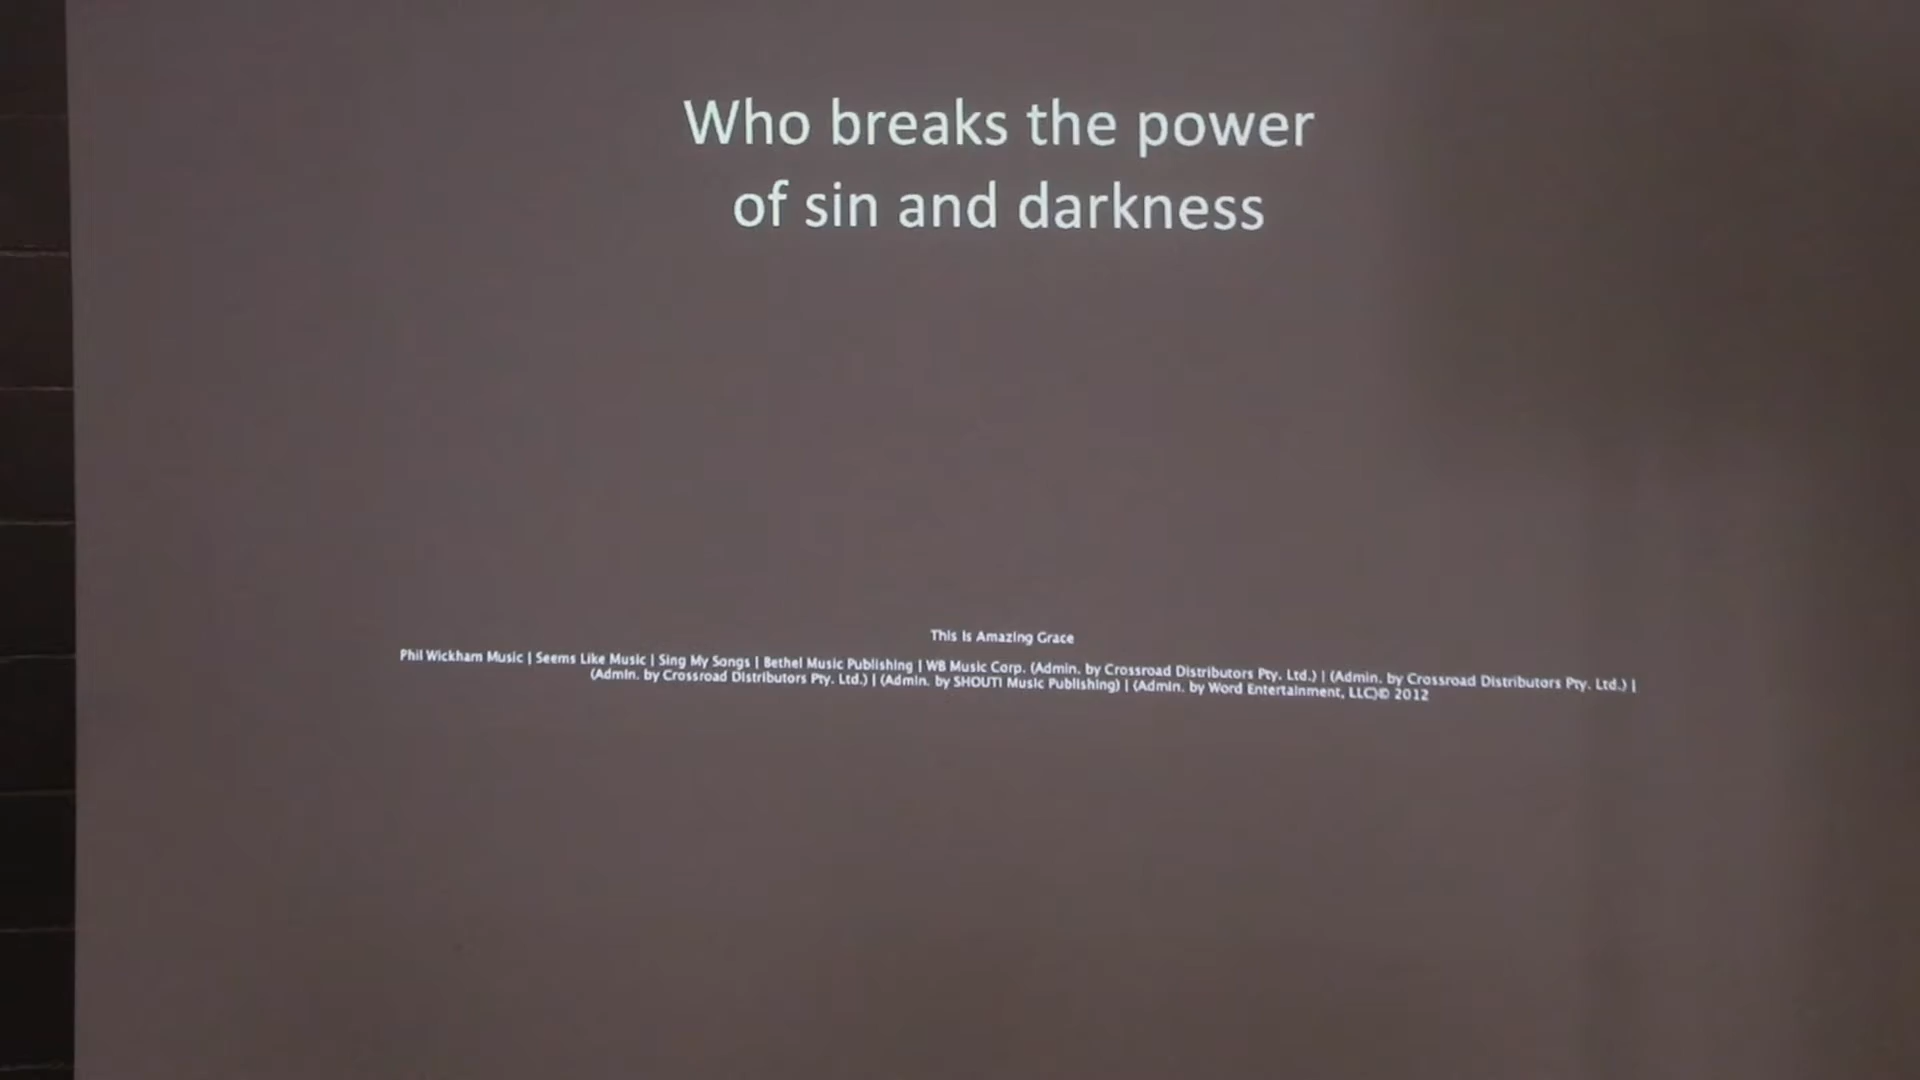 Who breaks the power
of sin and darkness
This Is Amazing Grace
Phil Wickham Music | Seems Like Music | Sing My Songs | Bethel Music Publishing | WB Music Corp. (Admin. by Crossroad Distributors Pty. Ltd.) | (Admin. by Crossroad Distributors Pty. Ltd.) |
(Admin. by Crossroad Distributors Pty. Ltd.) | (Admin. by SHOUT! Music Publishing) | (Admin. by Word Entertainment, LLC)© 2012